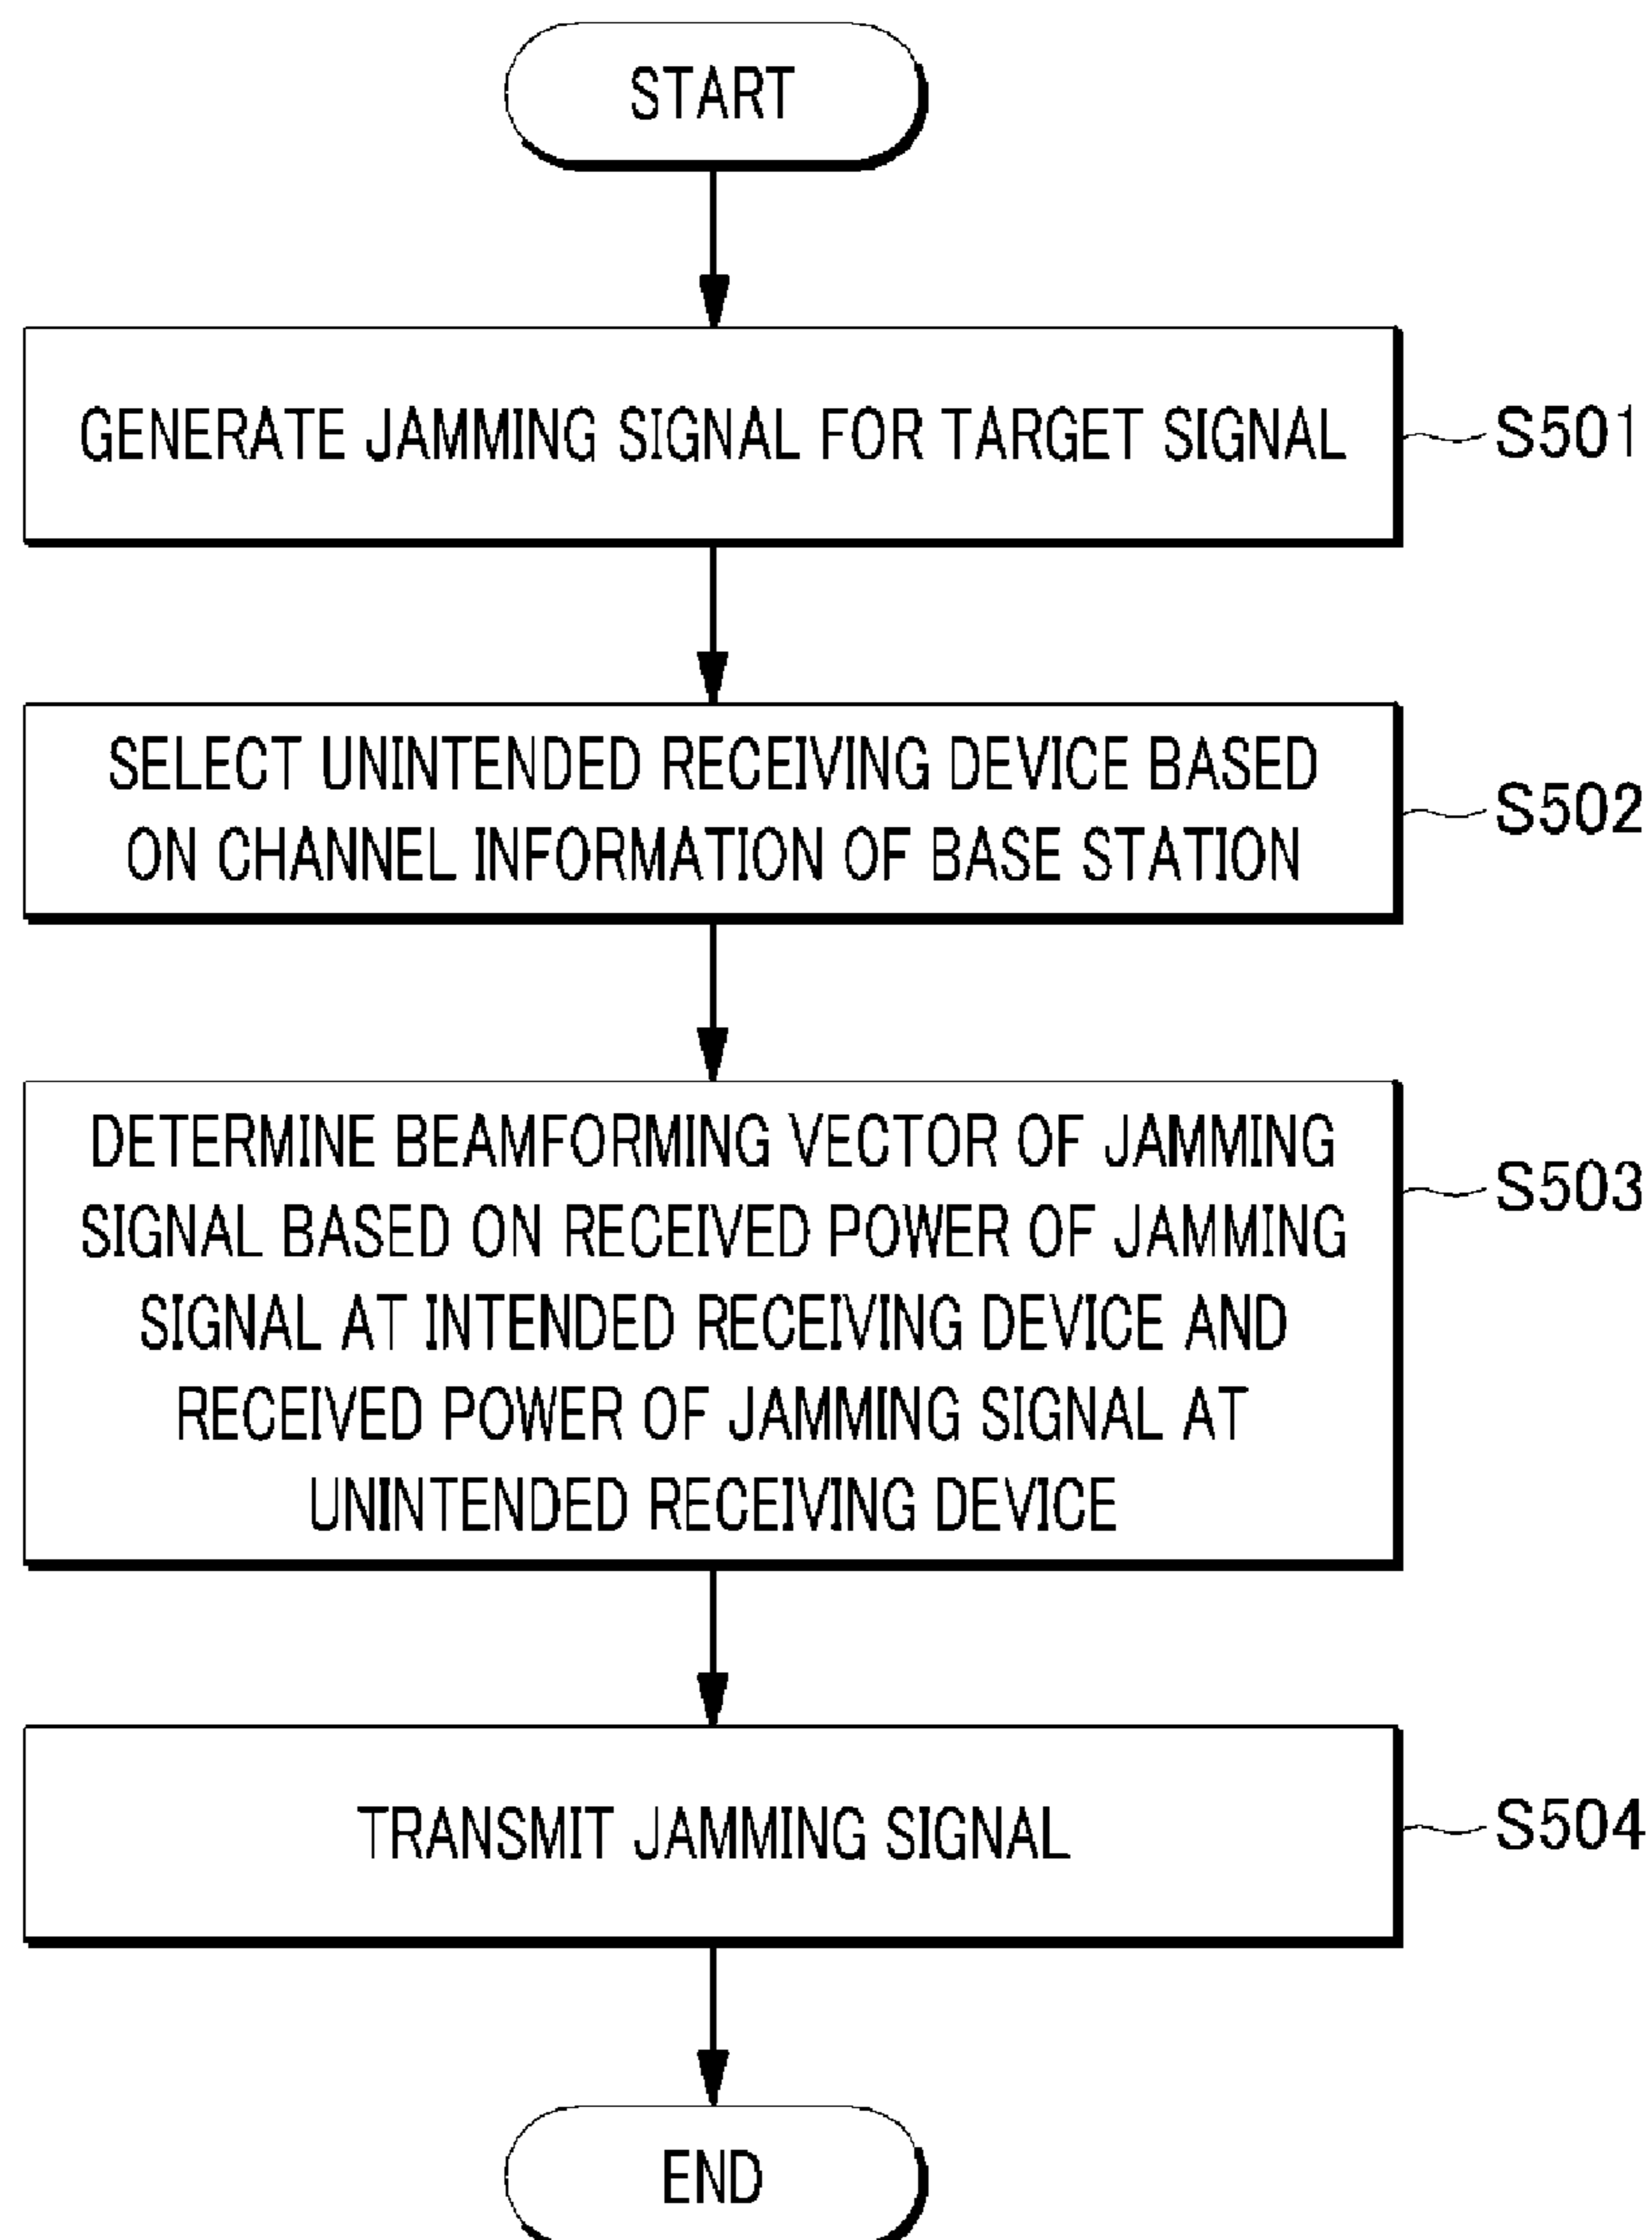 START
GENERATE JAMMING SIGNAL FOR TARGET SIGNAL
S501
SELECT UNINTENDED RECEIVING DEVICE BASED
ON CHANNEL INFORMATION OF BASE STATION
S502
DETERMINE BEAMFORMING VECTOR OF JAMMING
SIGNAL BASED ON RECEIVED POWER OF JAMMING
SIGNAL AT INTENDED RECEIVING DEVICE AND
RECEIVED POWER OF JAMMING SIGNAL AT
UNINTENDED RECEIVING DEVICE
S503
TRANSMIT JAMMING SIGNAL
S504
END